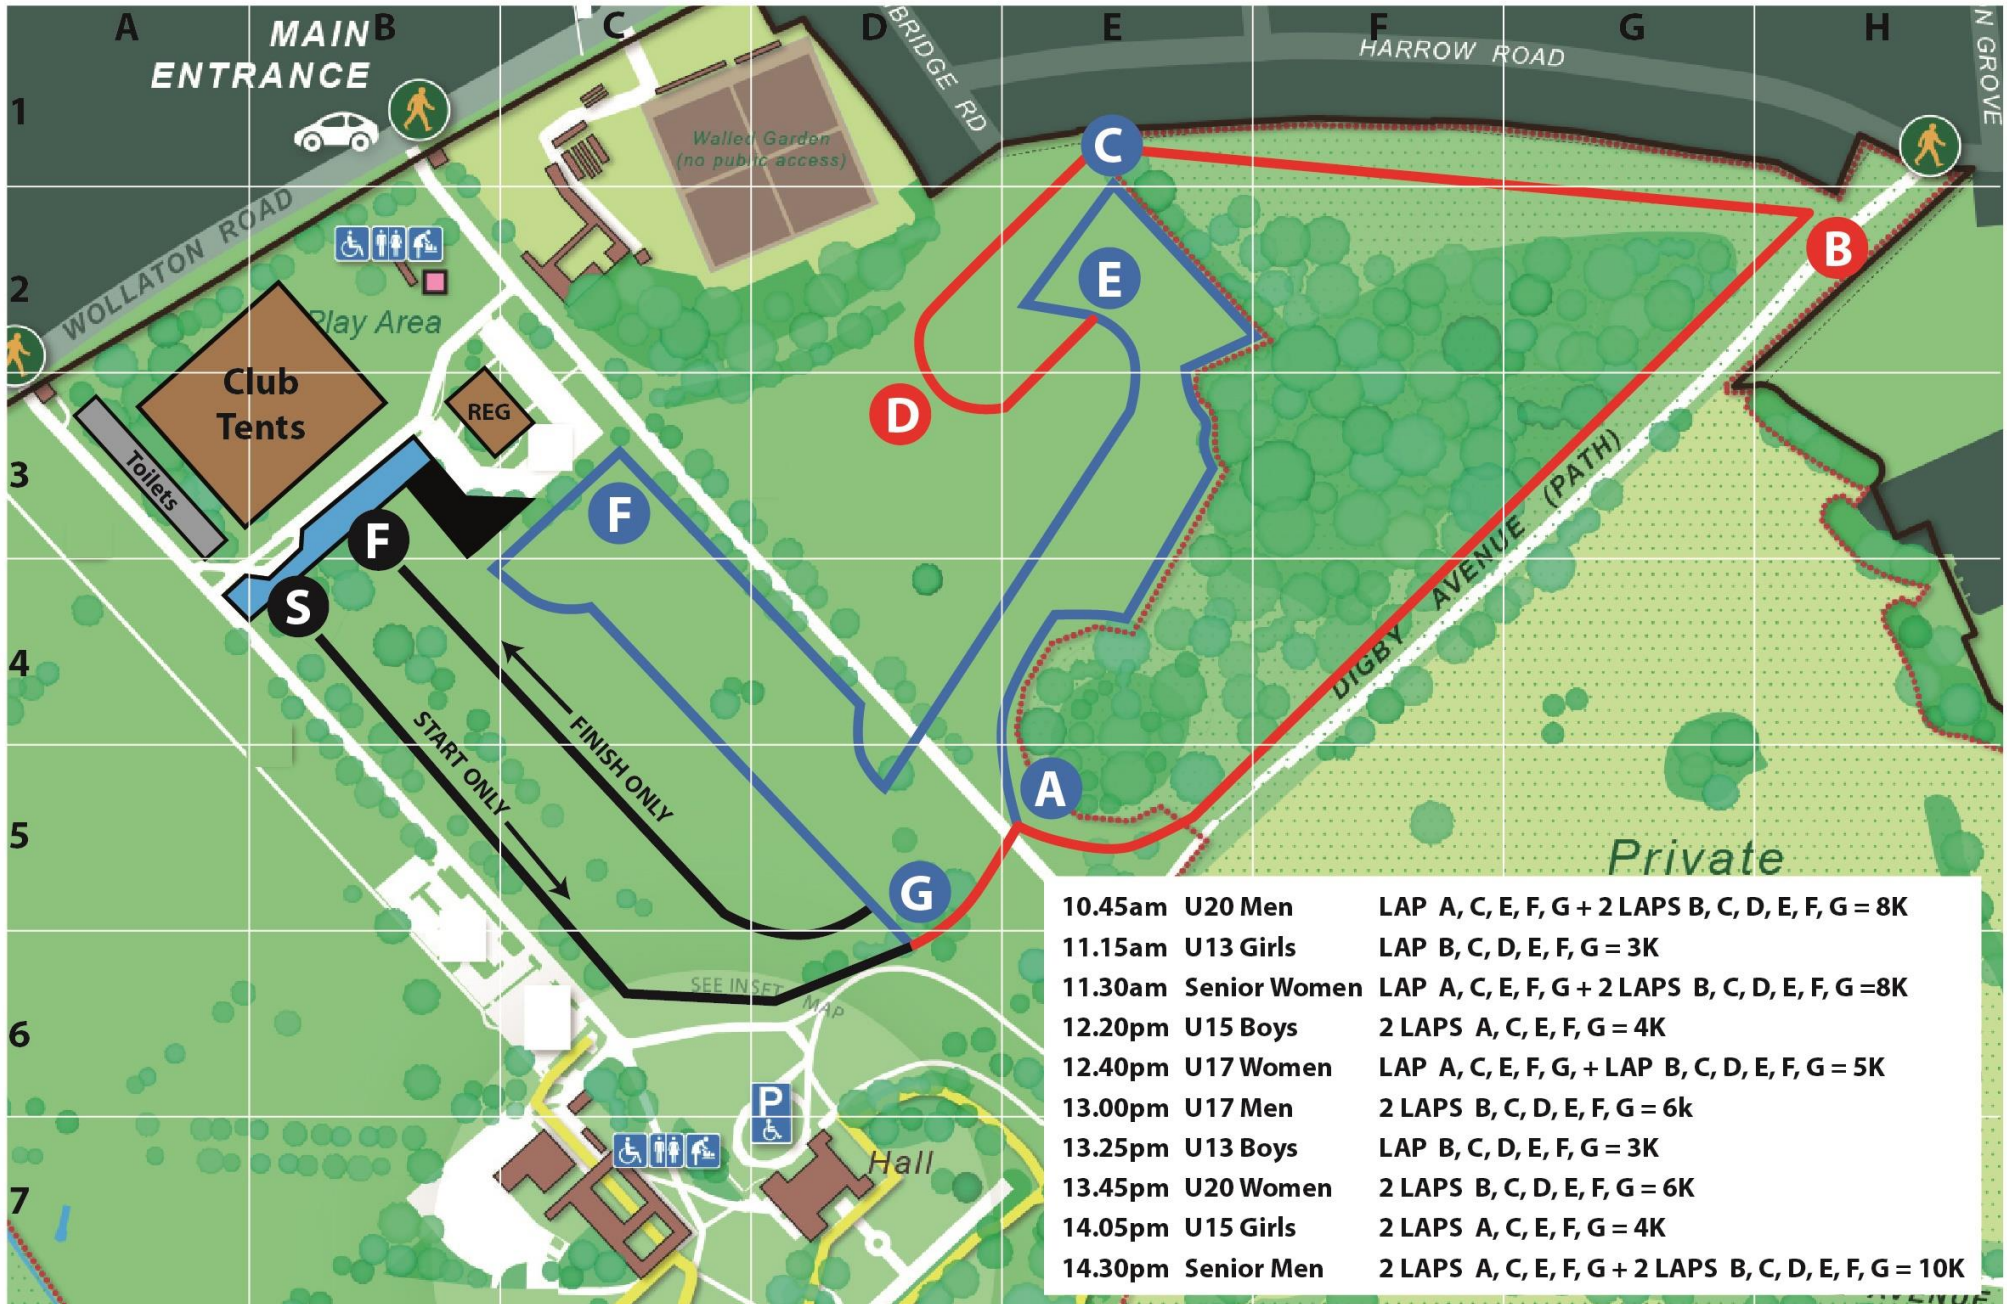 A B C D E F G H
MAIN
ENTRANCE
BRIDGE RD
HARROW ROAD
N GROVE
1
C
Walled Garden
(no public access)
WOLLATON ROAD
B
E
2
Play Area
Club
Tents
REG
D
3
Toilets
F
F
(PATH)
AVENUE
DIGBY
S
4
START ONLY
FINISH ONLY
A
5
G
Private
SEE INSET MAP
6
P
Hall
7
10.45am U20 Men LAP A, C, E, F, G + 2 LAPS B, C, D, E, F, G = 8K
11.15am U13 Girls LAP B, C, D, E, F, G = 3K
11.30am Senior Women LAP A, C, E, F, G + 2 LAPS B, C, D, E, F, G =8K
12.20pm U15 Boys 2 LAPS A, C, E, F, G = 4K
12.40pm U17 Women LAP A, C, E, F, G, + LAP B, C, D, E, F, G = 5K
13.00pm U17 Men 2 LAPS B, C, D, E, F, G = 6k
13.25pm U13 Boys LAP B, C, D, E, F, G = 3K
13.45pm U20 Women 2 LAPS B, C, D, E, F, G = 6K
14.05pm U15 Girls 2 LAPS A, C, E, F, G = 4K
14.30pm Senior Men 2 LAPS A, C, E, F, G + 2 LAPS B, C, D, E, F, G = 10K
AVENUE